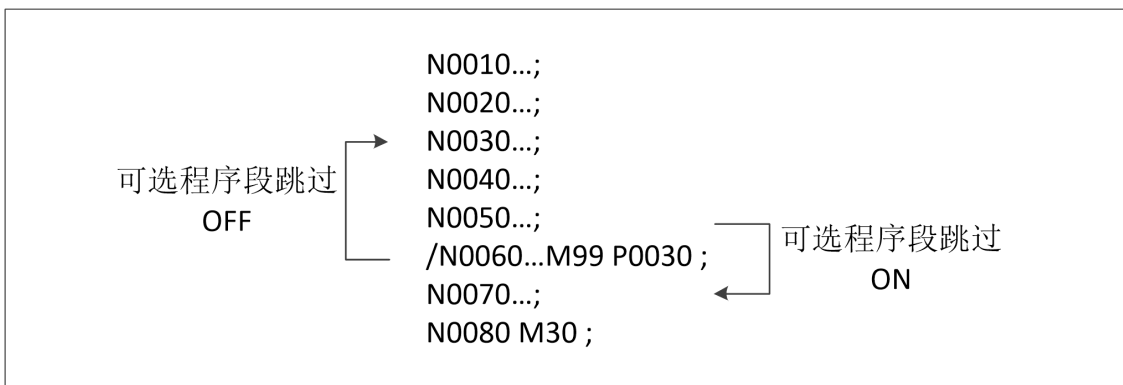 N0010...;
N0020...;
N0030...;
N0040...;
N0050...;
/N0060...M99 P0030 ;
N0070...;
N0080 M30 ;
可选程序段跳过
OFF
可选程序段跳过
ON